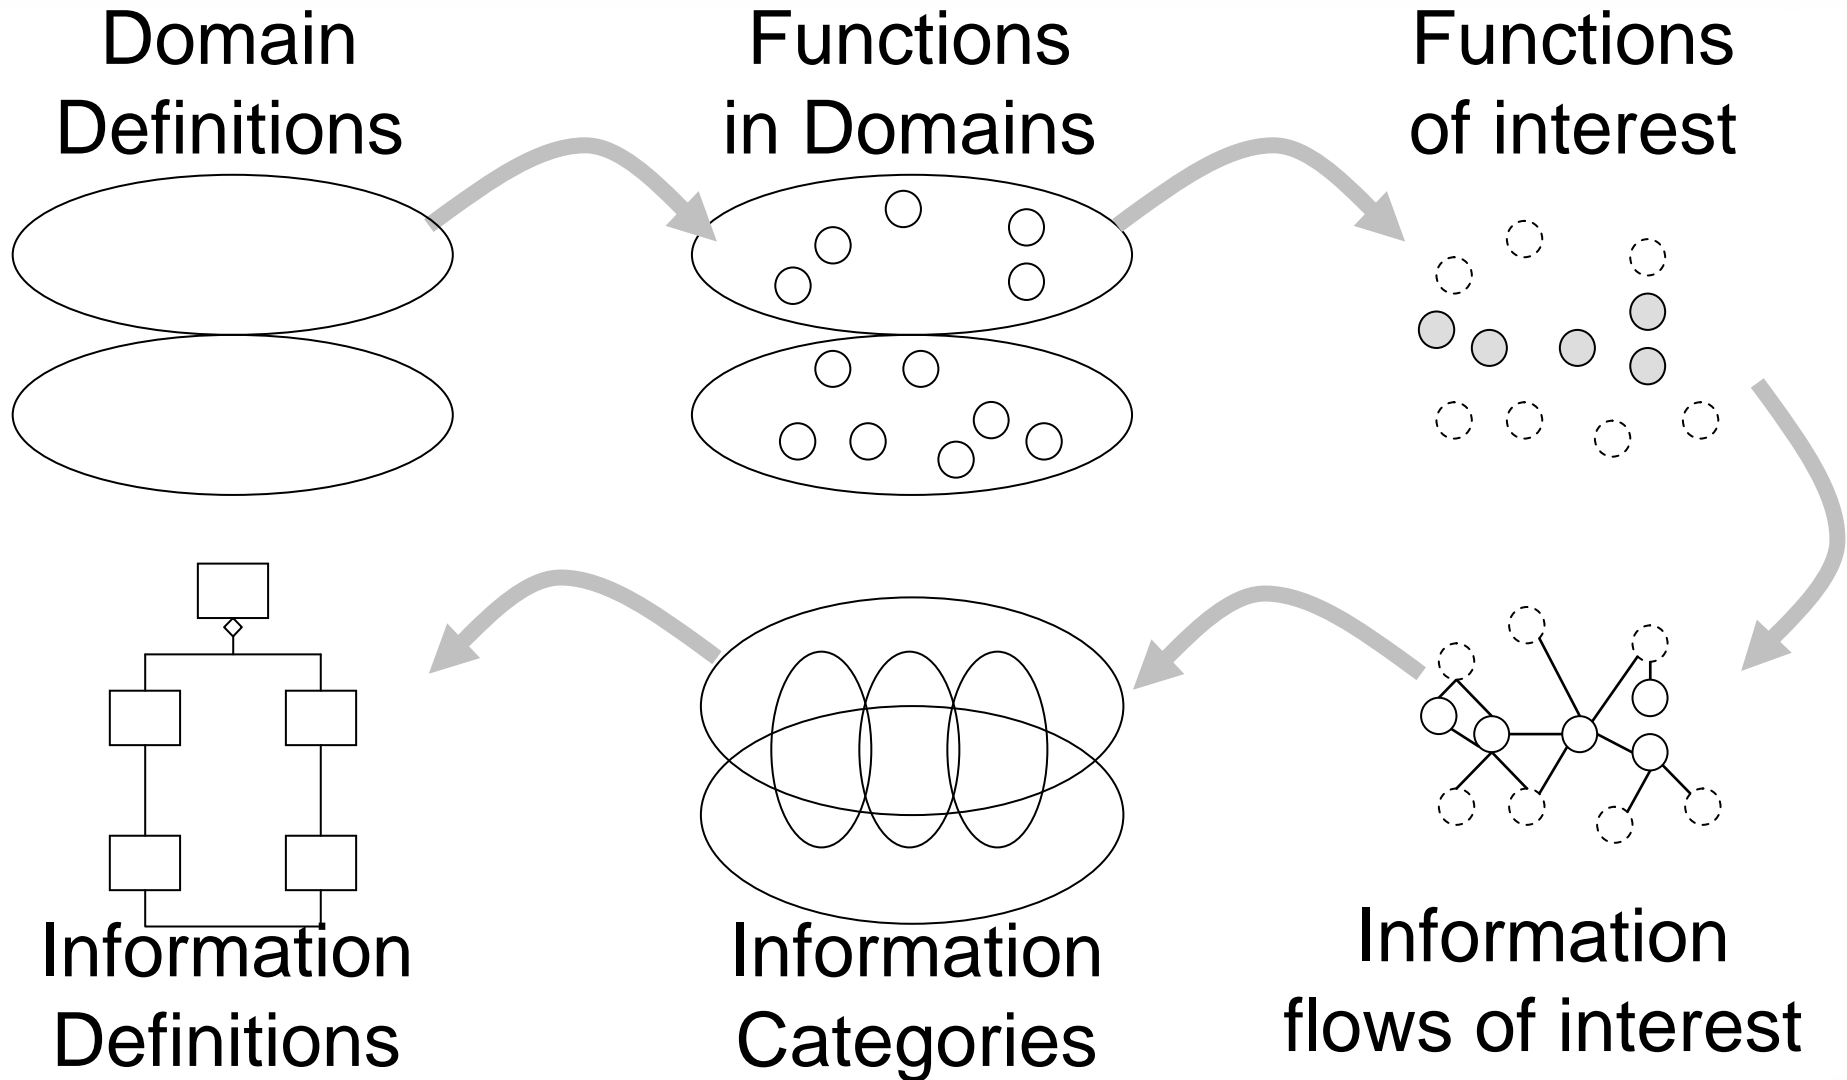 Domain
Definitions
Functions
in Domains
Functions
of interest
Information
Definitions
Information
Categories
Information
flows of interest